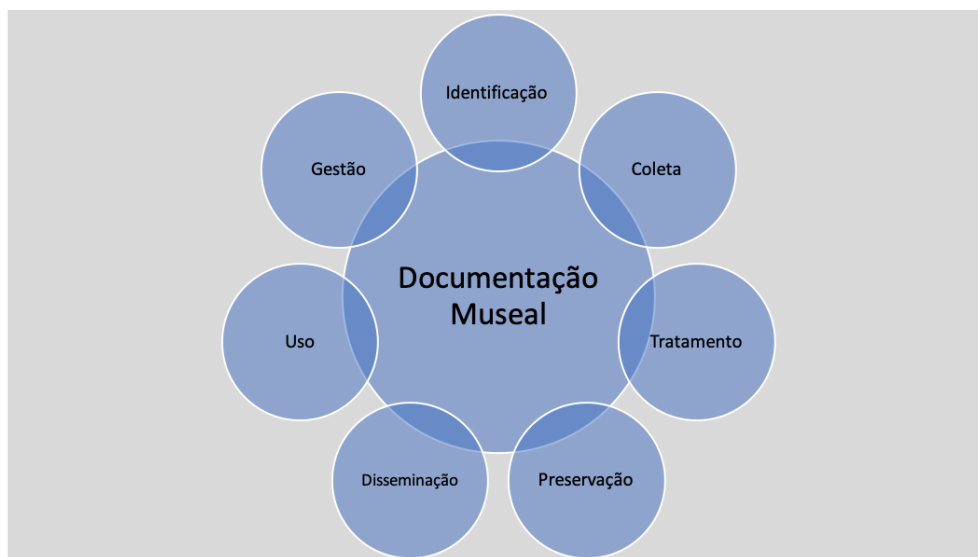 Identificação
Coleta
Tratamento
Preservação
Disseminação
Uso
Gestão
Documentação
Museal